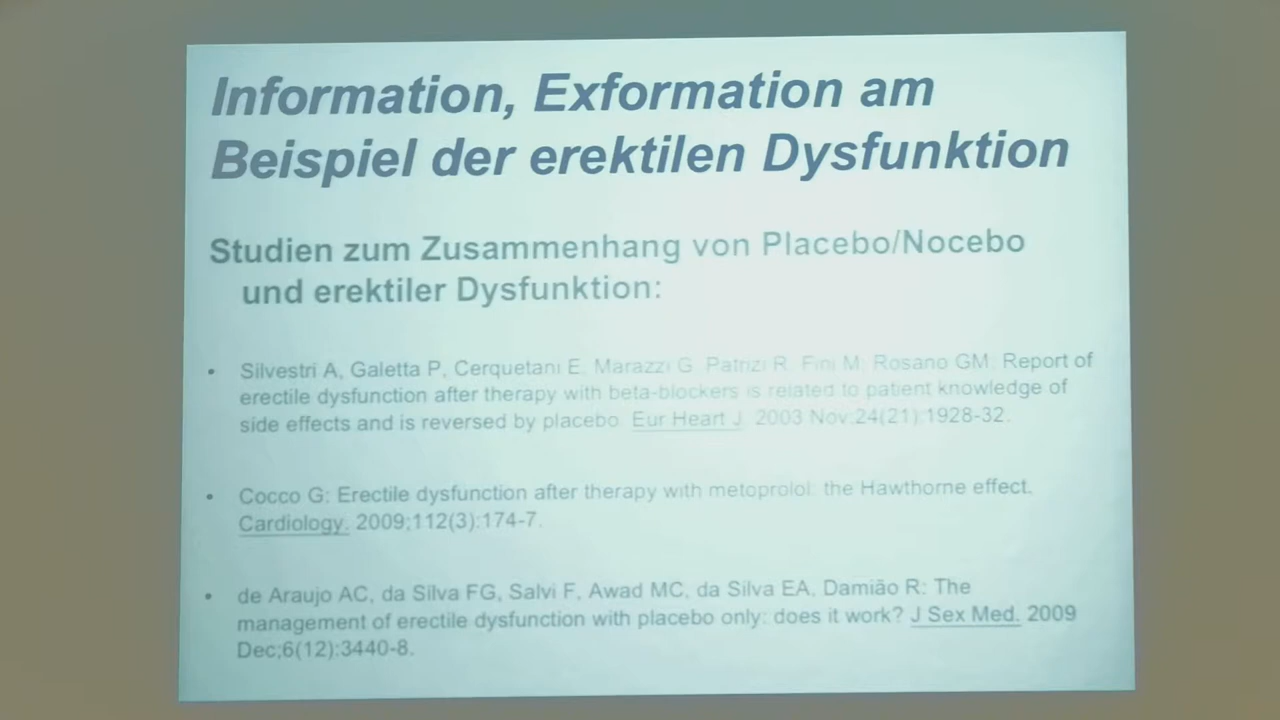 Information, Exformation am
Beispiel der erektilen Dysfunktion
Studien zum Zusammenhang von Placebo/Nocebo
und erektiler Dysfunktion:
• Silvestri A, Galetta P, Cerquetani E, Marazzi G, Patrizi R, Fini M, Rosano GM: Report of
erectile dysfunction after therapy with beta-blockers is related to patient knowledge of
side effects and is reversed by placebo. Eur Heart J. 2003 Nov;24(21):1928-32.
• Cocco G: Erectile dysfunction after therapy with metoprolol: the Hawthorne effect.
Cardiology. 2009;112(3):174-7.
• de Araujo AC, da Silva FG, Salvi F, Awad MC, da Silva EA, Damião R: The
management of erectile dysfunction with placebo only: does it work? J Sex Med. 2009
Dec;6(12):3440-8.